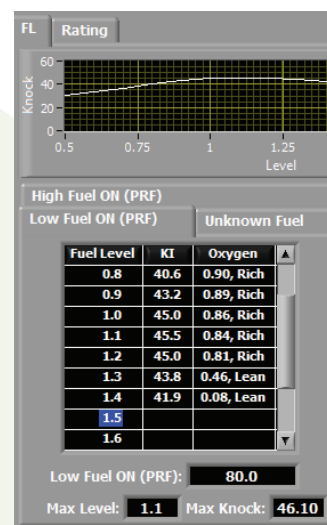 FL Rating
60
40
20
0
Knock
0.5 0.75 1 1.25
Level
High Fuel ON (PRF)
Low Fuel ON (PRF) Unknown Fuel
Fuel Level KI Oxygen
0.8 40.6 0.90, Rich
0.9 43.2 0.89, Rich
1.0 45.0 0.86, Rich
1.1 45.5 0.84, Rich
1.2 45.0 0.81, Rich
1.3 43.8 0.46, Lean
1.4 41.9 0.08, Lean
1.5
1.6
Low Fuel ON (PRF): 80.0
Max Level: 1.1 Max Knock: 46.10